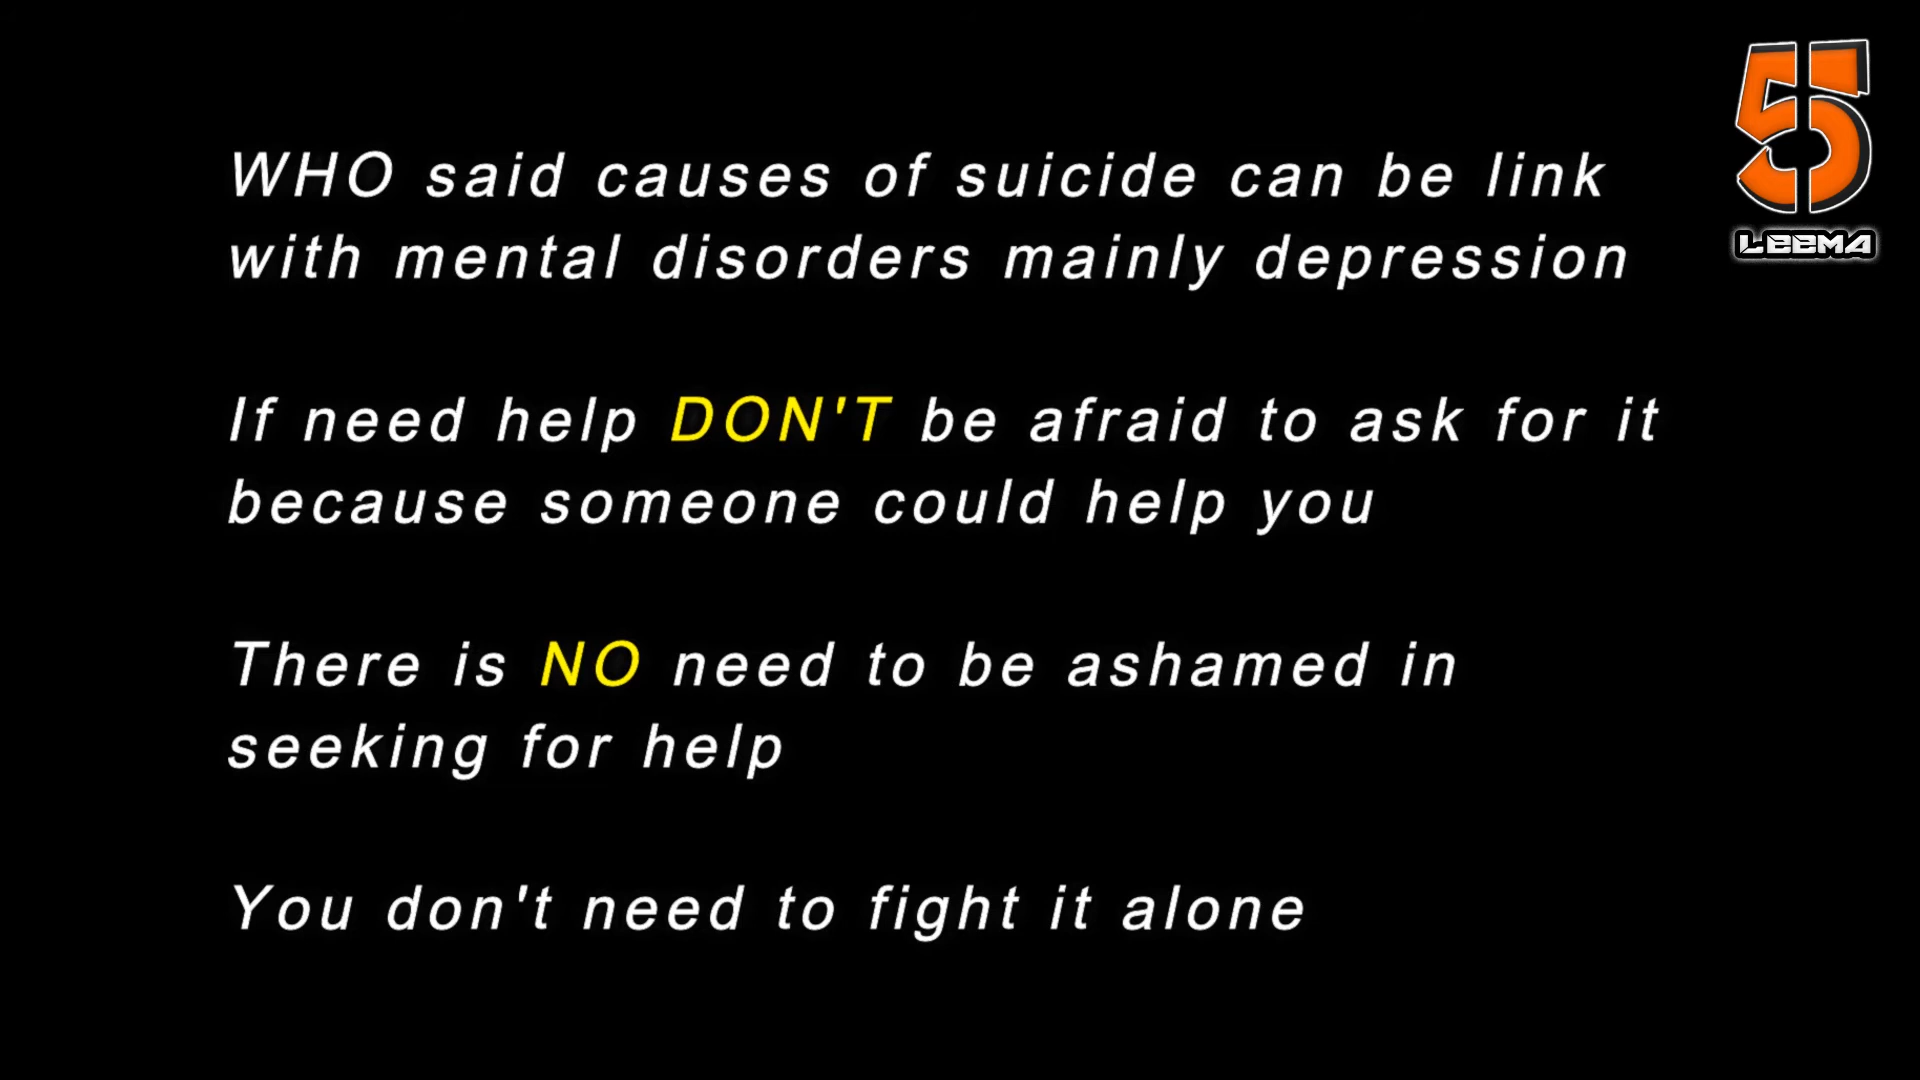 WHO said causes of suicide can be link
with mental disorders mainly depression
If need help DON'T be afraid to ask for it
because someone could help you
There is NO need to be ashamed in
seeking for help
You don't need to fight it alone
5
LEEMA